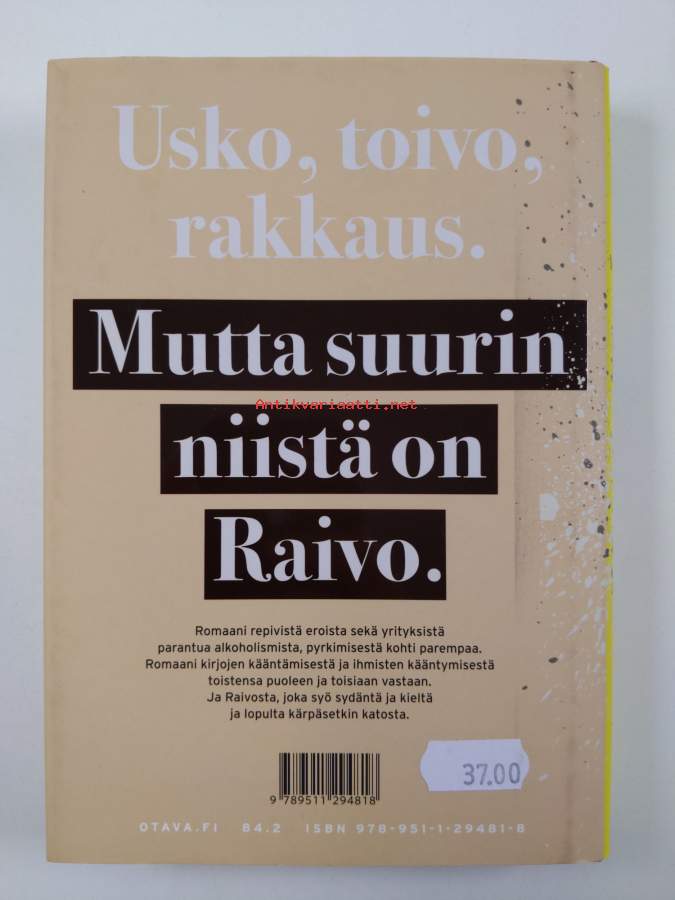 Usko, toivo,
rakkaus.
Mutta suurin
Antikvariaatti.net
niistä on
Raivo.
Romaani repivistä eroista sekä yrityksistä
parantua alkoholismista, pyrkimisestä kohti parempaa.
Romaani kirjojen kääntämisestä ja ihmisten kääntymisestä
toistensa puoleen ja toisiaan vastaan.
Ja Raivosta, joka syö sydäntä ja kieltä
ja lopulta kärpäsetkin katosta.
37.00
9 789511 294818
OTAVA.FI 84.2 ISBN 978-951-1-29481-8